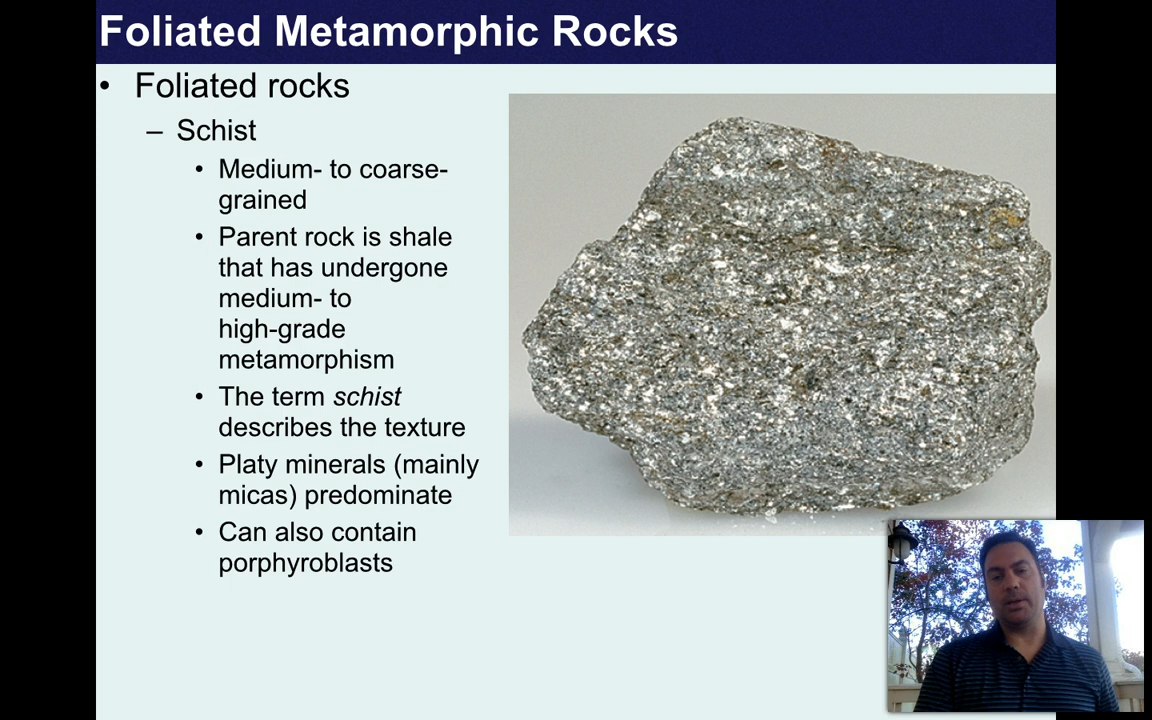 Foliated Metamorphic Rocks
• Foliated rocks
– Schist
• Medium- to coarse-
grained
• Parent rock is shale
that has undergone
medium- to
high-grade
metamorphism
• The term schist
describes the texture
• Platy minerals (mainly
micas) predominate
• Can also contain
porphyroblasts